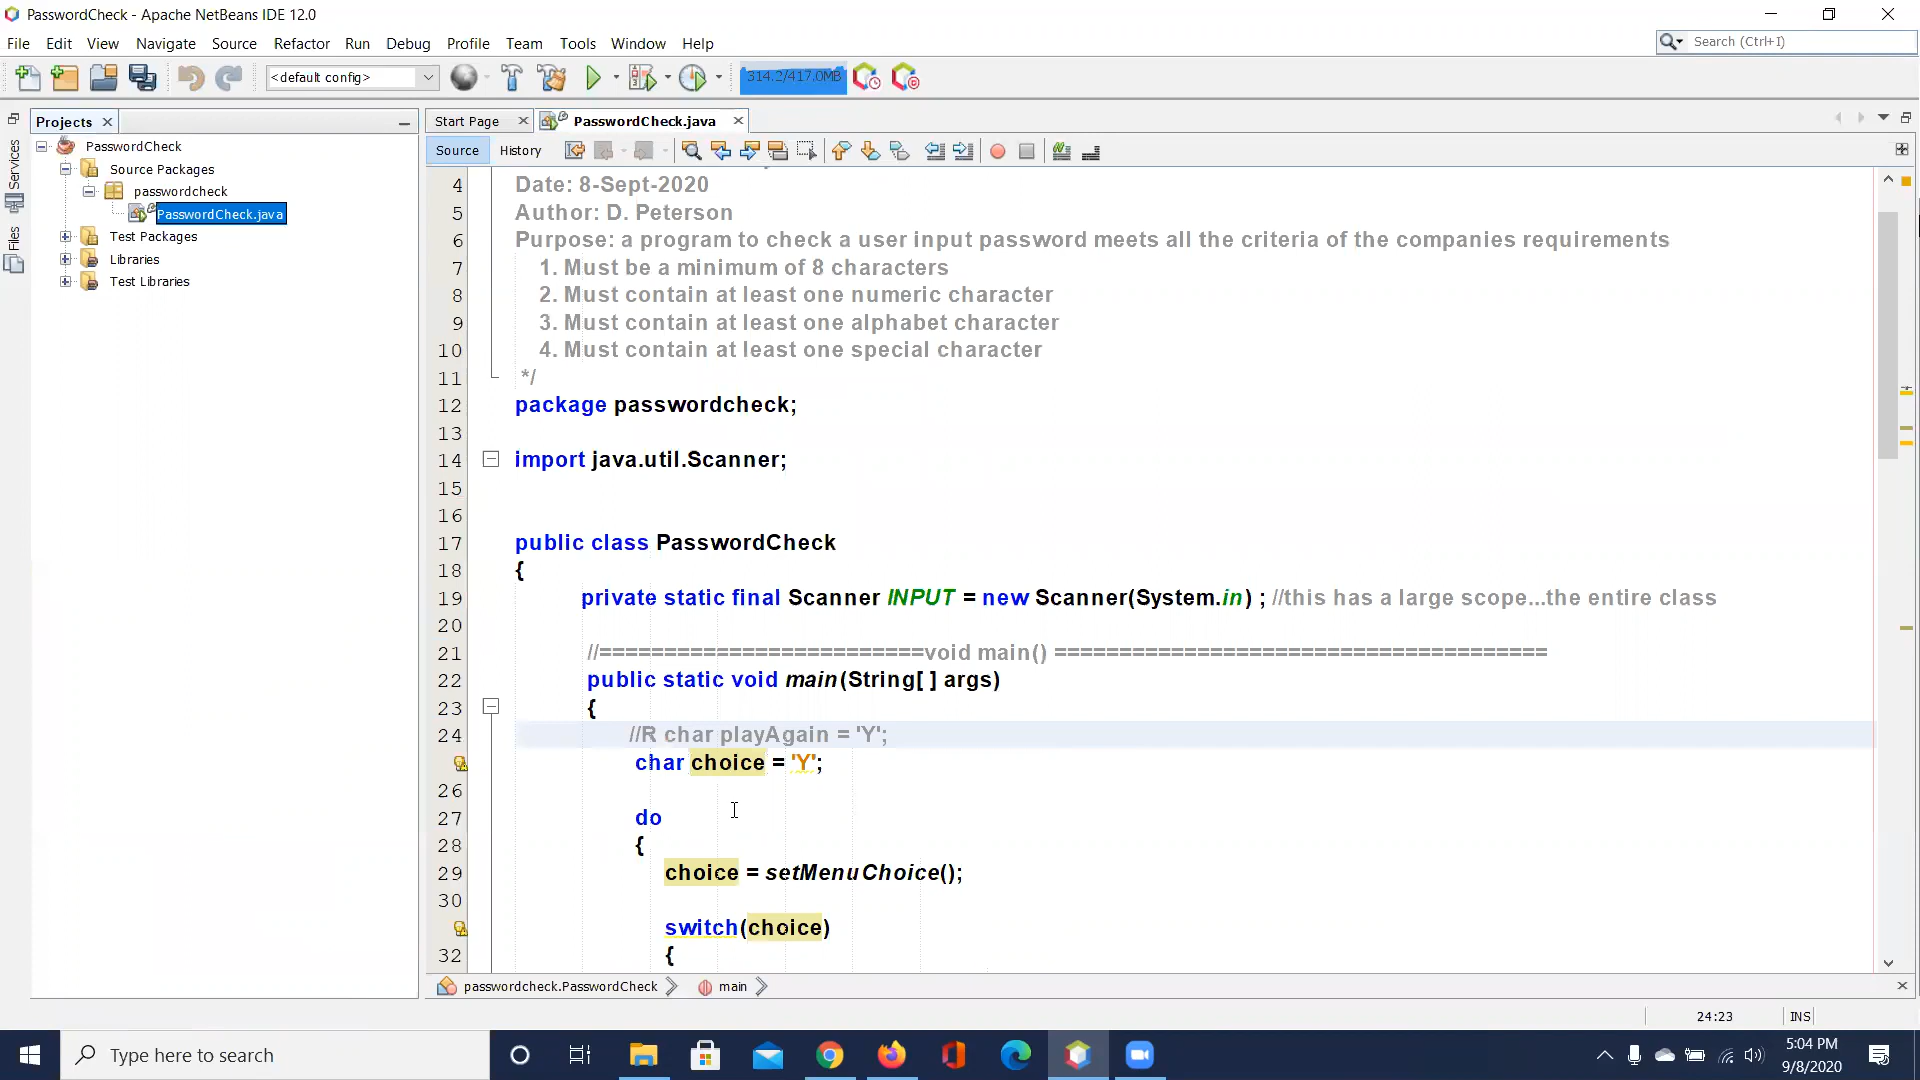 PasswordCheck - Apache NetBeans IDE 12.0
File Edit View Navigate Source Refactor Run Debug Profile Team Tools Window Help
Search (Ctrl+I)
<default config>
314.2/417.0MB
Projects
Start Page
PasswordCheck.java
Source History
Services
Files
PasswordCheck
Source Packages
passwordcheck
PasswordCheck.java
Test Packages
Libraries
Test Libraries
4 Date: 8-Sept-2020
5 Author: D. Peterson
6 Purpose: a program to check a user input password meets all the criteria of the companies requirements
7 1. Must be a minimum of 8 characters
8 2. Must contain at least one numeric character
9 3. Must contain at least one alphabet character
10 4. Must contain at least one special character
11 */
12 package passwordcheck;
13
14 import java.util.Scanner;
15
16
17 public class PasswordCheck
18 {
19 private static final Scanner INPUT = new Scanner(System.in) ; //this has a large scope...the entire class
20
21 //=========================void main() ======================================
22 public static void main(String[ ] args)
23 {
24 //R char playAgain = 'Y';
char choice = 'Y';
26
27 do
28 {
29 choice = setMenuChoice();
30
switch(choice)
32 {
passwordcheck.PasswordCheck main
24:23 INS
Type here to search
5:04 PM
9/8/2020